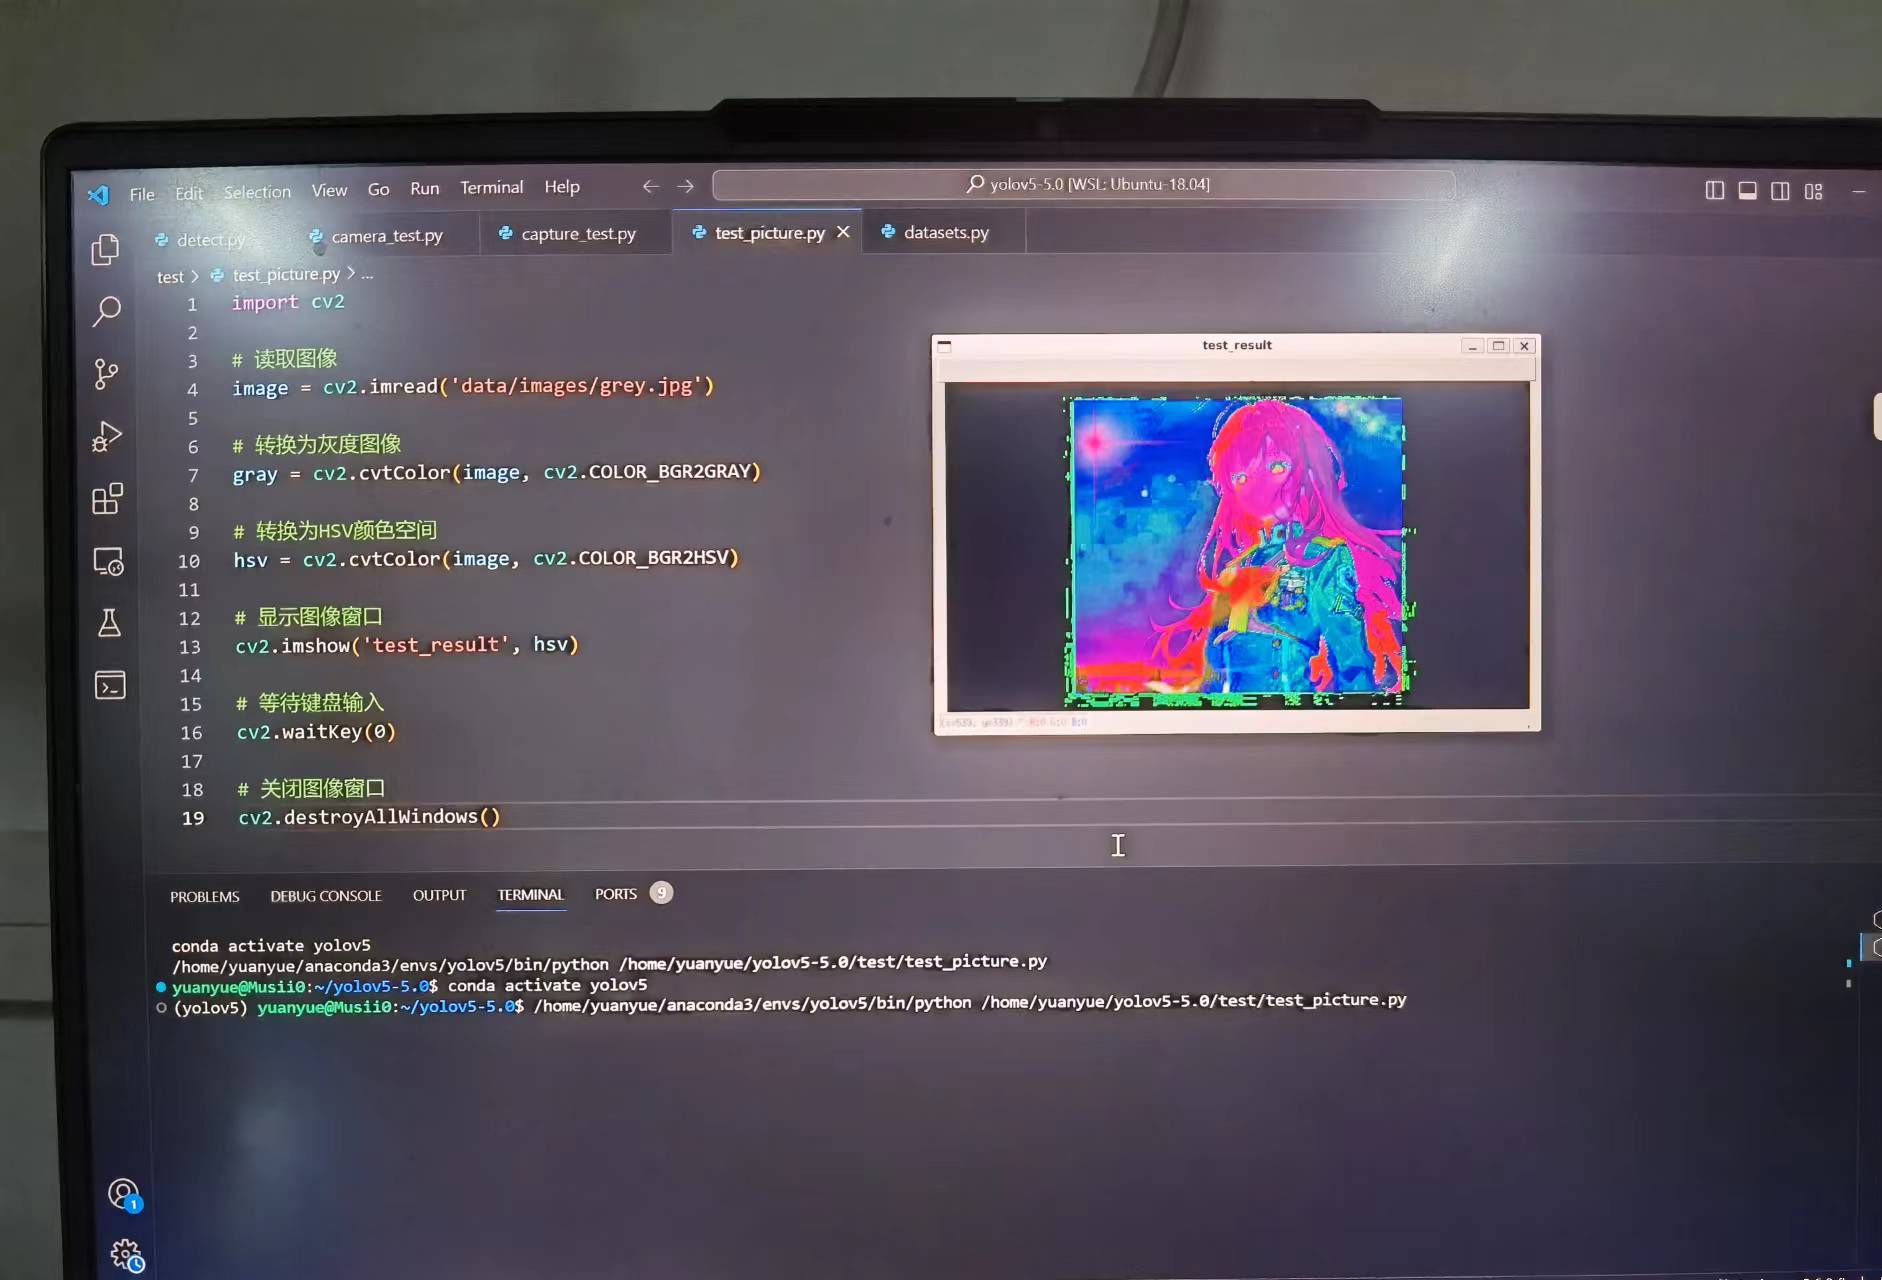 File Edit Selection View Go Run Terminal Help
yolov5-5.0 [WSL: Ubuntu-18.04]
detect.py camera_test.py capture_test.py test_picture.py datasets.py
test > test_picture.py > ...
1 import cv2
2
3 # 读取图像
4 image = cv2.imread('data/images/grey.jpg')
5
6 # 转换为灰度图像
7 gray = cv2.cvtColor(image, cv2.COLOR_BGR2GRAY)
8
9 # 转换为HSV颜色空间
10 hsv = cv2.cvtColor(image, cv2.COLOR_BGR2HSV)
11
12 # 显示图像窗口
13 cv2.imshow('test_result', hsv)
14
15 # 等待键盘输入
16 cv2.waitKey(0)
17
18 # 关闭图像窗口
19 cv2.destroyAllWindows()
test_result
PROBLEMS DEBUG CONSOLE OUTPUT TERMINAL PORTS 9
conda activate yolov5
/home/yuanyue/anaconda3/envs/yolov5/bin/python /home/yuanyue/yolov5-5.0/test/test_picture.py
yuanyue@Musii0:~/yolov5-5.0$ conda activate yolov5
(yolov5) yuanyue@Musii0:~/yolov5-5.0$ /home/yuanyue/anaconda3/envs/yolov5/bin/python /home/yuanyue/yolov5-5.0/test/test_picture.py
1